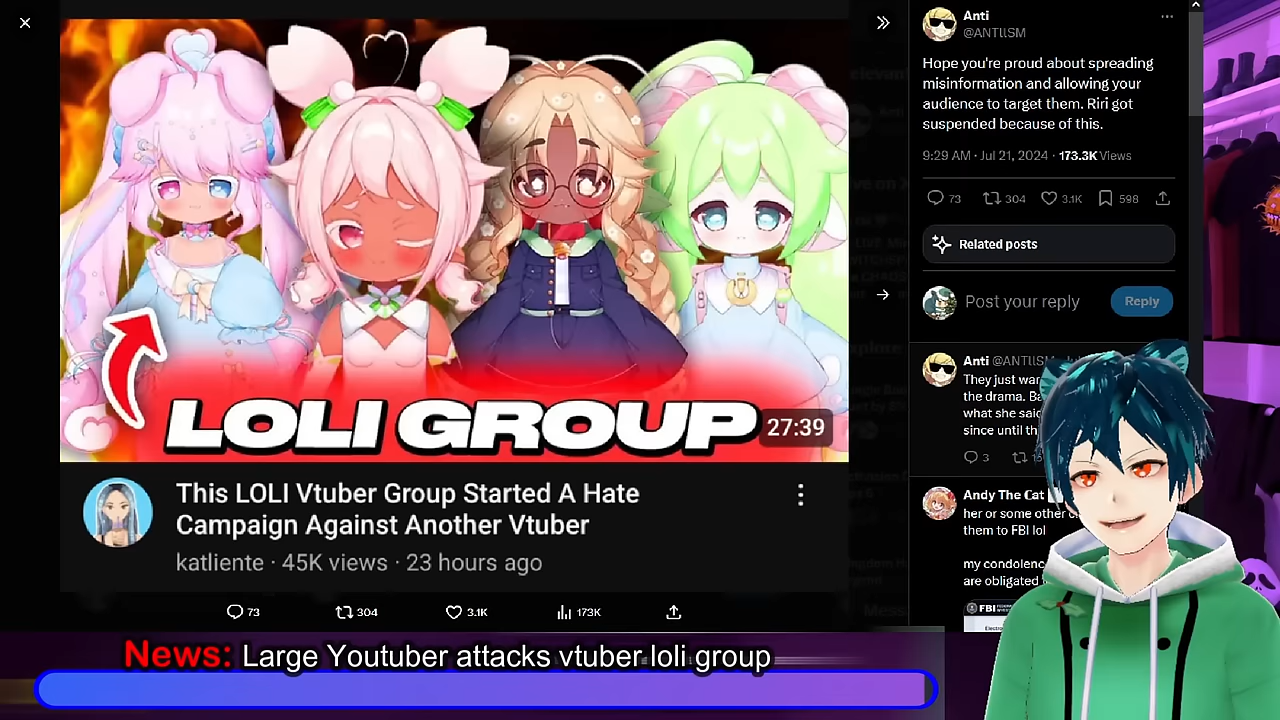 LOLI GROUP
27:39
This LOLI Vtuber Group Started A Hate
Campaign Against Another Vtuber
katliente · 45K views · 23 hours ago
73
304
3.1K
173K
Anti
@ANTIlSM
Hope you're proud about spreading
misinformation and allowing your
audience to target them. Riri got
suspended because of this.
9:29 AM · Jul 21, 2024 · 173.3K Views
73
304
3.1K
598
Related posts
Post your reply
Reply
Anti @ANTIlSM
They just
the drama.
what she
since until
3
Andy The Cat
her or some other
them to FBI lol
my
are obligated
FBI
News: Large Youtuber attacks vtuber loli group